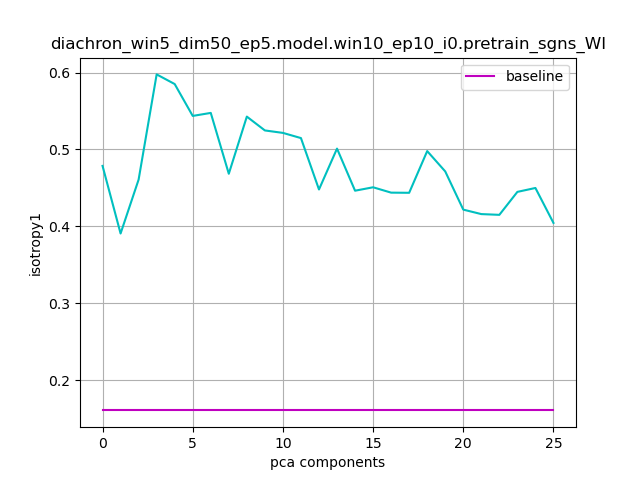 diachron_win5_dim50_ep5.model.win10_ep10_i0.pretrain_sgns_WI
baseline
0.6
0.5
0.4
0.3
0.2
isotropy1
0 5 10 15 20 25
pca components